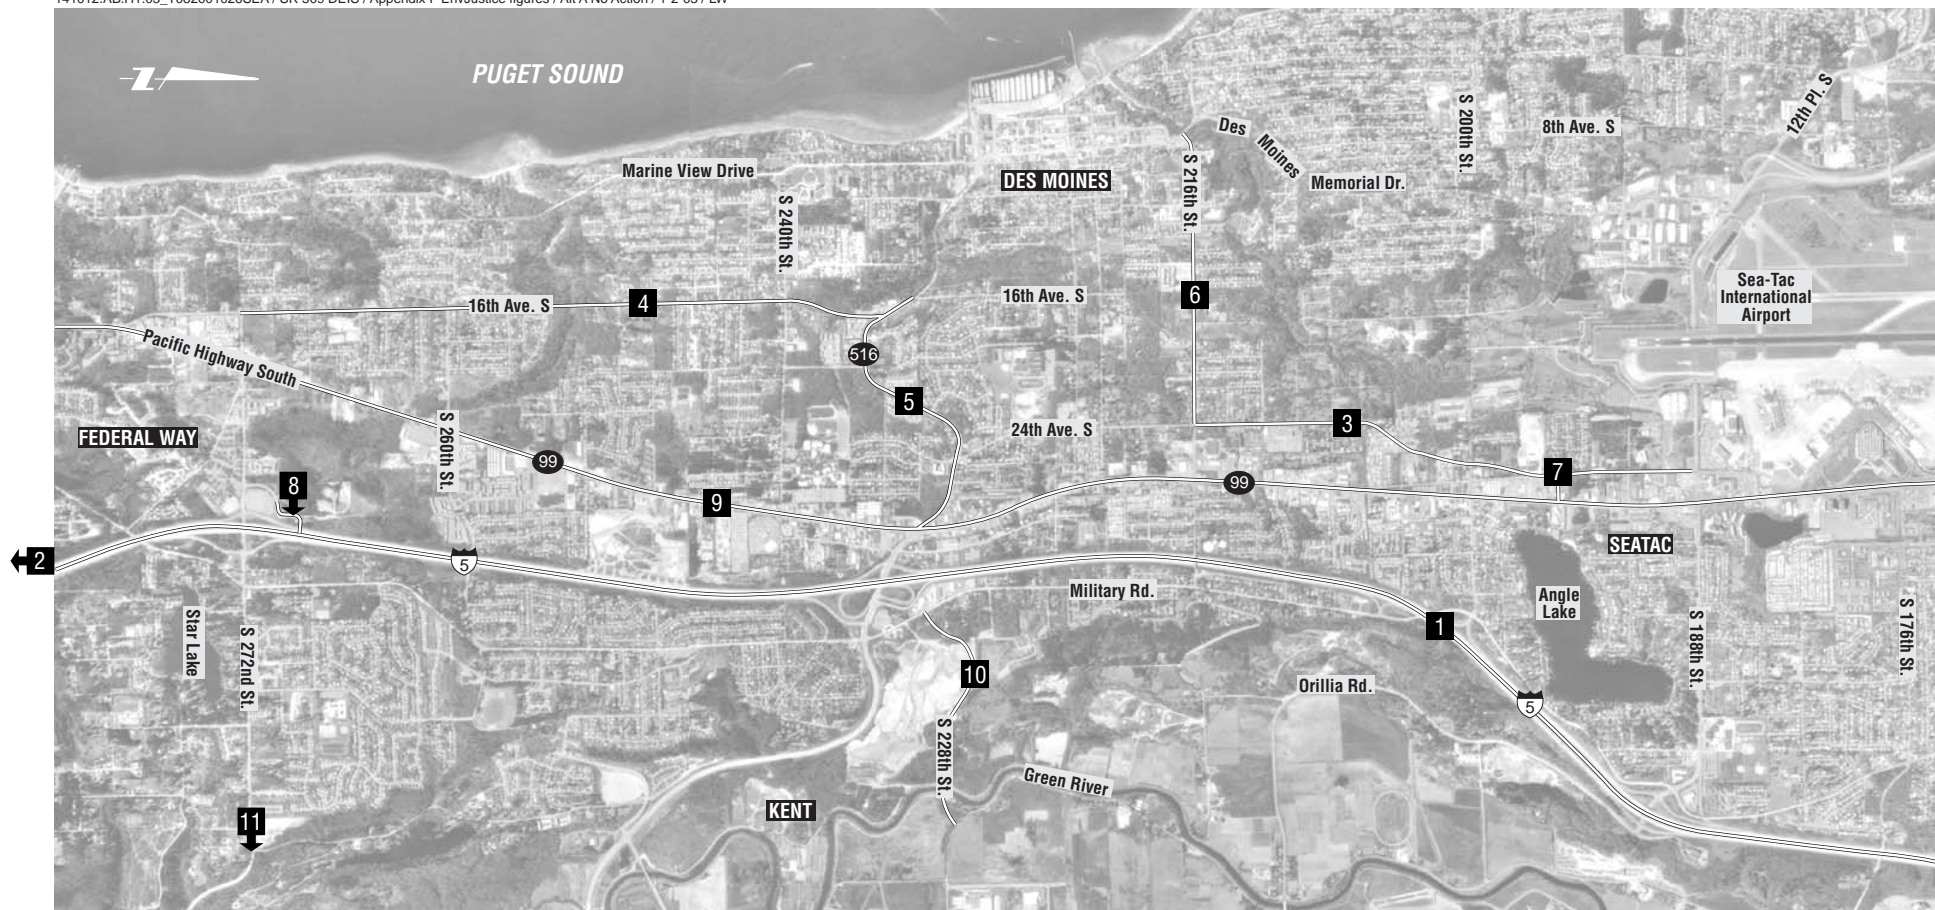 PUGET SOUND
12th Pl. S
S 200th St.
8th Ave. S
Des
Moines
Memorial Dr.
Marine View Drive
DES MOINES
S 216th St.
S 240th St.
16th Ave. S
4
16th Ave. S
6
Sea-Tac
International
Airport
Pacific Highway South
516
5
3
24th Ave. S
FEDERAL WAY
S 260th St.
99
8
9
99
7
2
5
SEATAC
Military Rd.
Angle
Lake
1
Star Lake
S 272nd St.
S 188th St.
S 176th St.
10
Orillia Rd.
5
S 228th St.
Green River
KENT
11